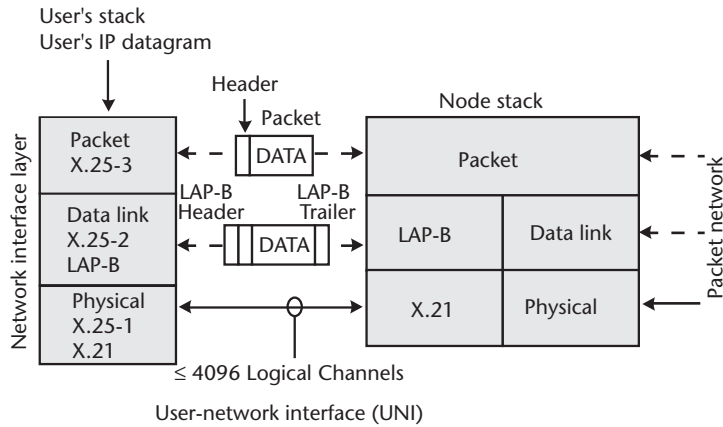 User's stack
User's IP datagram
Header
Packet
Node stack
Network interface layer
Packet
X.25-3
DATA
Packet
LAP-B
Header
LAP-B
Trailer
Data link
X.25-2
LAP-B
DATA
LAP-B
Data link
Physical
X.25-1
X.21
X.21
Physical
Packet network
≤ 4096 Logical Channels
User-network interface (UNI)